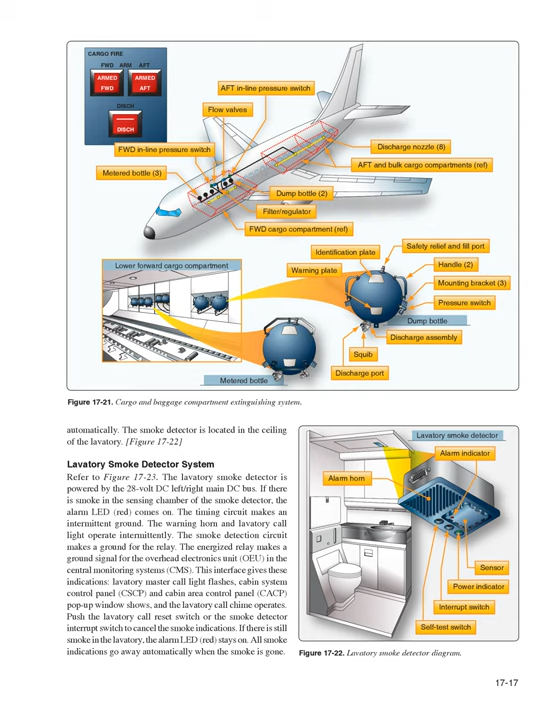 CARGO FIRE
FWD ARM AFT
ARMED ARMED
FWD AFT
DISCH
DISCH
AFT in-line pressure switch
Flow valves
FWD in-line pressure switch
Metered bottle (3)
Discharge nozzle (8)
AFT and bulk cargo compartments (ref)
Dump bottle (2)
Filter/regulator
FWD cargo compartment (ref)
Lower forward cargo compartment
Identification plate
Warning plate
Safety relief and fill port
Handle (2)
Mounting bracket (3)
Pressure switch
Dump bottle
Discharge assembly
Squib
Discharge port
Metered bottle
Figure 17-21. Cargo and baggage compartment extinguishing system.
automatically. The smoke detector is located in the ceiling
of the lavatory. [Figure 17-22]
Lavatory Smoke Detector System
Refer to Figure 17-23. The lavatory smoke detector is
powered by the 28-volt DC left/right main DC bus. If there
is smoke in the sensing chamber of the smoke detector, the
alarm LED (red) comes on. The timing circuit makes an
intermittent ground. The warning horn and lavatory call
light operate intermittently. The smoke detection circuit
makes a ground for the relay. The energized relay makes a
ground signal for the overhead electronics unit (OEU) in the
central monitoring systems (CMS). This interface gives these
indications: lavatory master call light flashes, cabin system
control panel (CSCP) and cabin area control panel (CACP)
pop-up window shows, and the lavatory call chime operates.
Push the lavatory call reset switch or the smoke detector
interrupt switch to cancel the smoke indications. If there is still
smoke in the lavatory, the alarm LED (red) stays on. All smoke
indications go away automatically when the smoke is gone.
Lavatory smoke detector
Alarm indicator
Alarm horn
Sensor
Power indicator
Interrupt switch
Self-test switch
Figure 17-22. Lavatory smoke detector diagram.
17-17